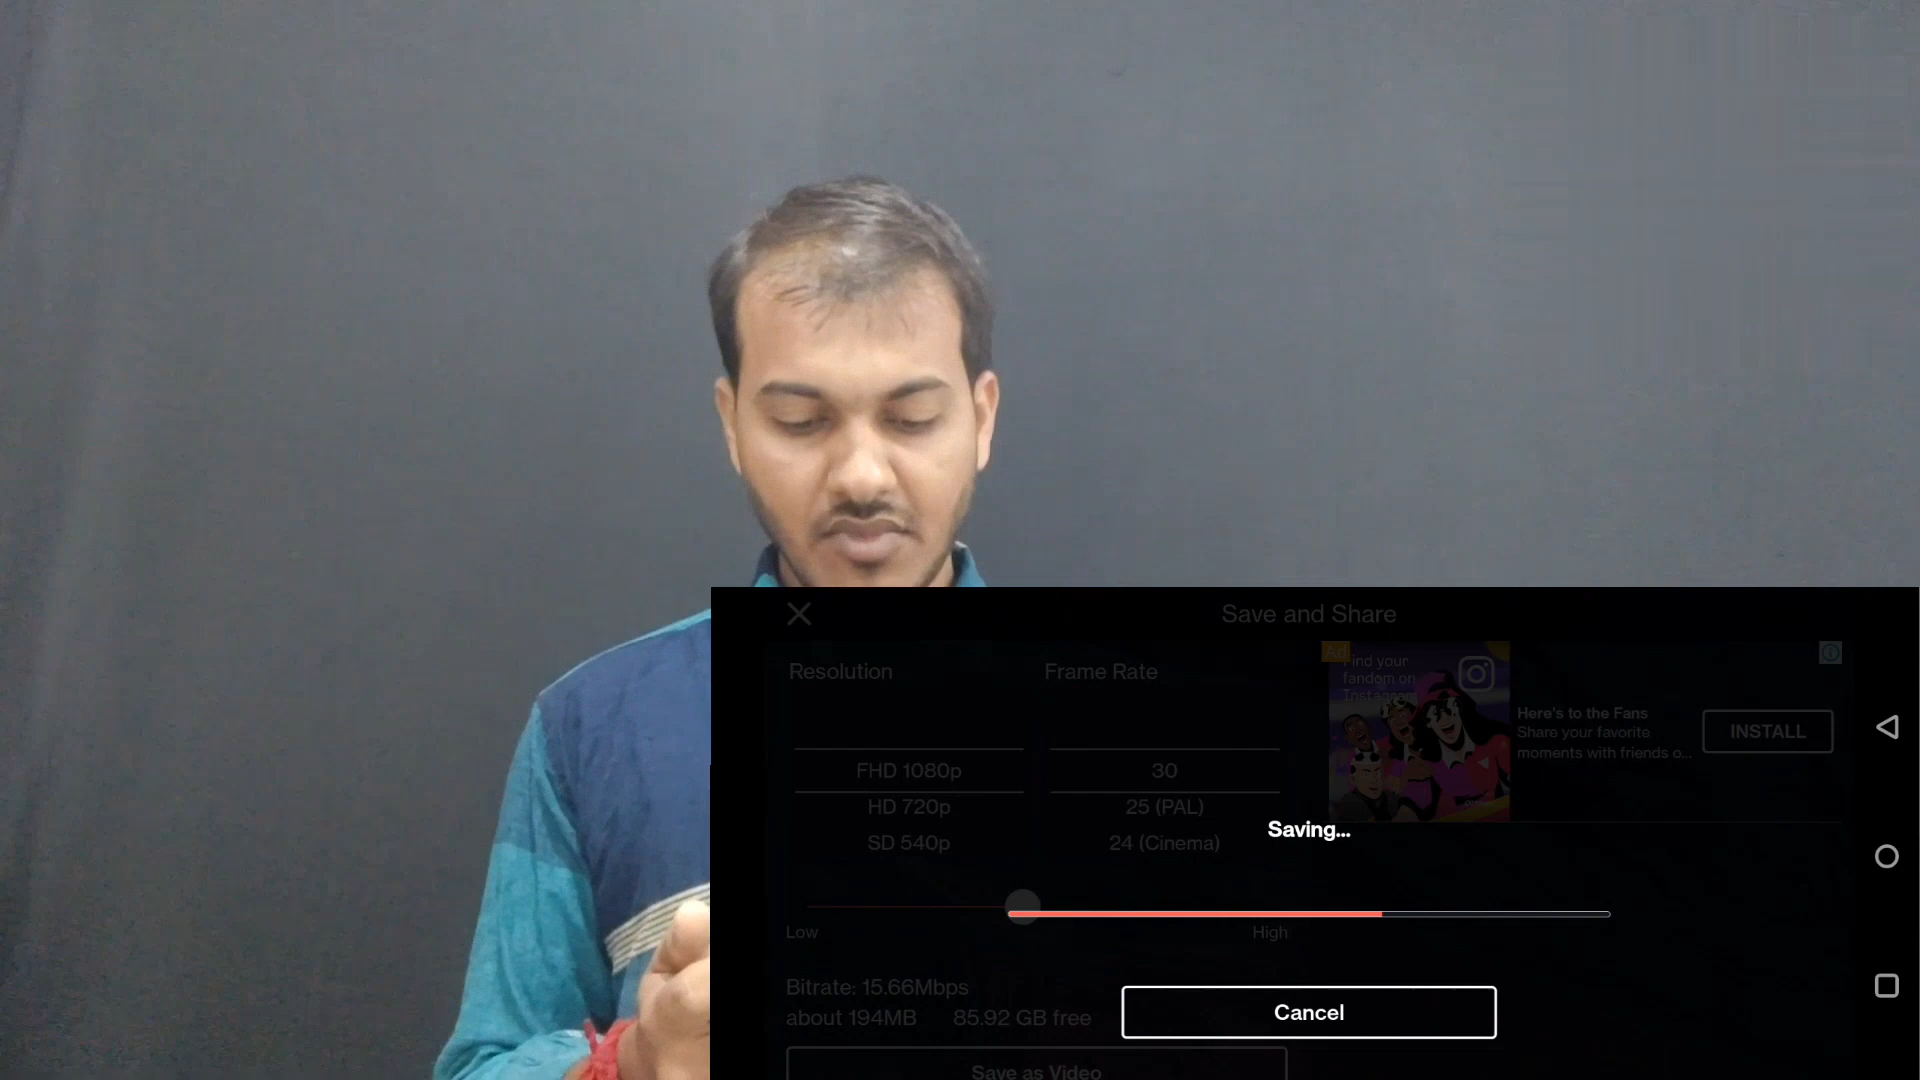 Save and Share
Resolution
Frame Rate
Ad
Find your
fandom on
Instagram
Here's to the Fans
Share your favorite
moments with friends o...
INSTALL
FHD 1080p
30
HD 720p
25 (PAL)
SD 540p
24 (Cinema)
Saving...
Low
High
Bitrate: 15.66Mbps
about 194MB
85.92 GB free
Cancel
Save as Video